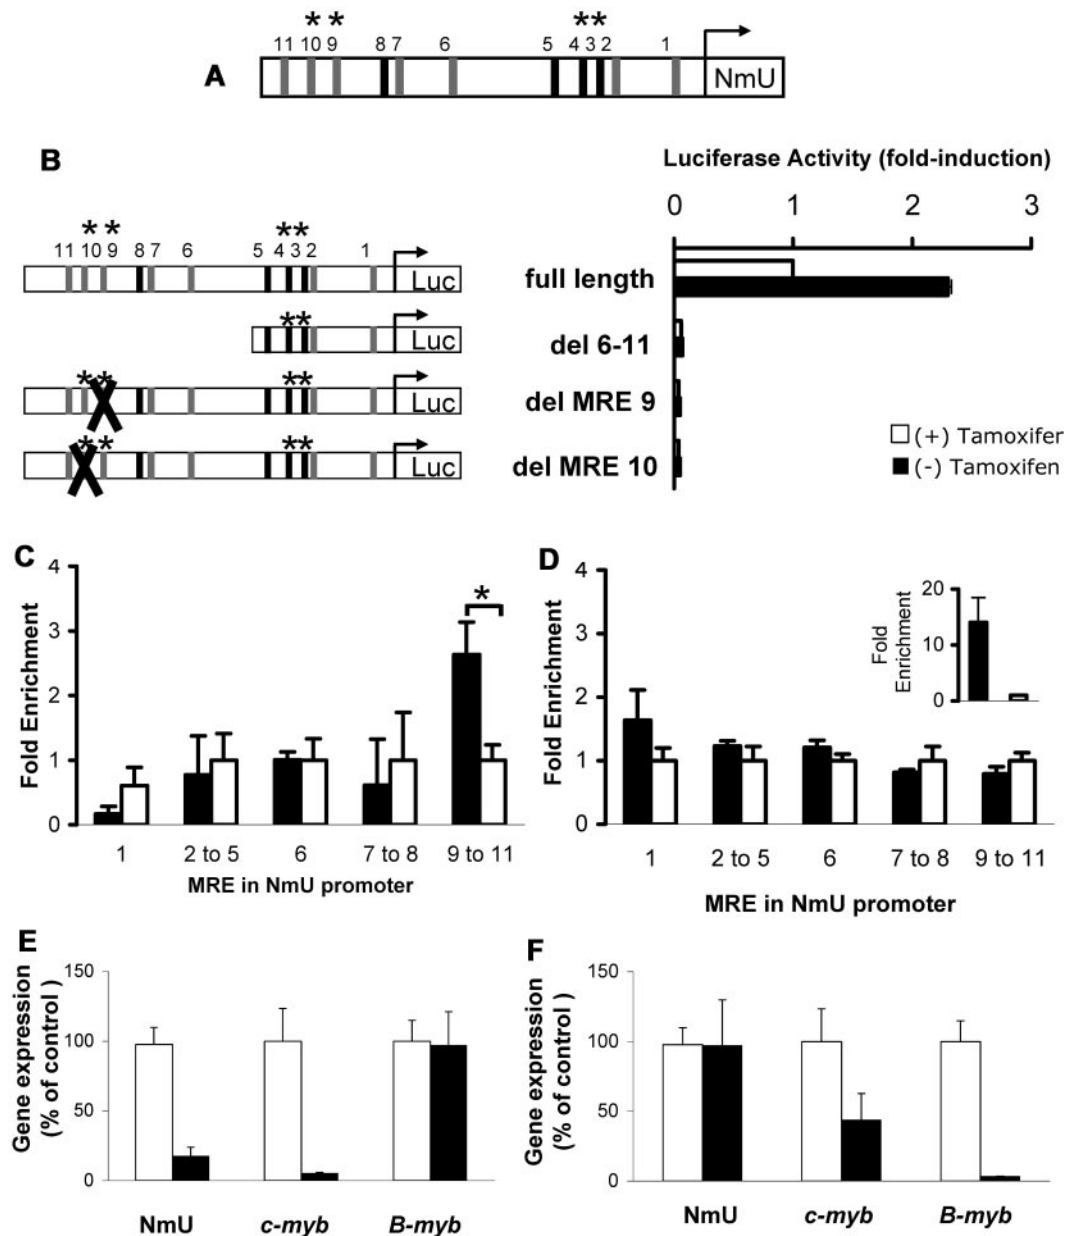 A
* * **
11 10 9 8 7 6 5 4 3 2 1
NmU
B
Luciferase Activity (fold-induction)
0 1 2 3
* * **
11 10 9 8 7 6 5 4 3 2 1
Luc
full length
**
Luc
del 6-11
** **
Luc
del MRE 9
** **
Luc
del MRE 10
(+) Tamoxifer
(-) Tamoxifen
C
Fold Enrichment
4
3
2
1
0
*
1 2 to 5 6 7 to 8 9 to 11
MRE in NmU promoter
D
Fold Enrichment
4
3
2
1
0
Fold
Enrichment
20
10
0
1 2 to 5 6 7 to 8 9 to 11
MRE in NmU promoter
E
Gene expression
(% of control )
150
100
50
0
NmU c-myb B-myb
F
Gene expression
(% of control )
150
100
50
0
NmU c-myb B-myb